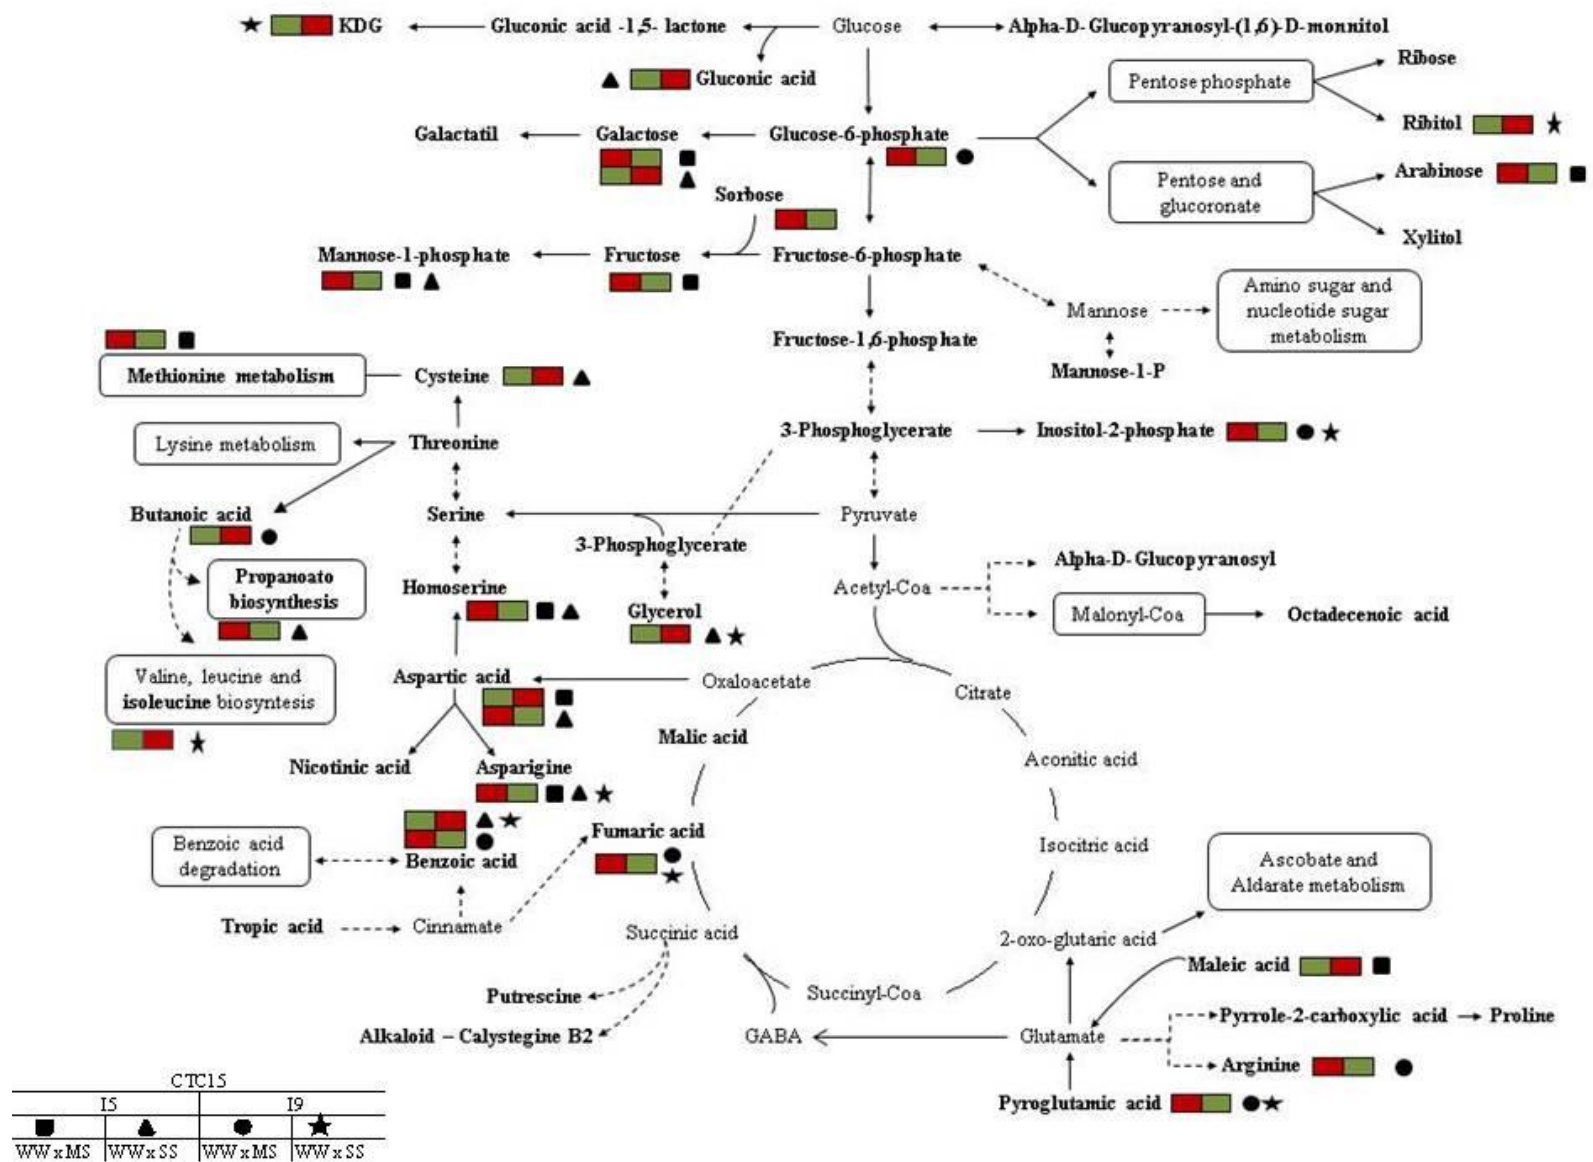 KDG
Gluconic acid -1,5- lactone
Glucose
Alpha-D-Glucopyranosyl-(1,6)-D-monnitol
Gluconic acid
Pentose phosphate
Ribose
Ribitol
Galactatil
Galactose
Glucose-6-phosphate
Pentose and
glucoronate
Arabinose
Xylitol
Sorbose
Mannose-1-phosphate
Fructose
Fructose-6-phosphate
Mannose
Amino sugar and
nucleotide sugar
metabolism
Fructose-1,6-phosphate
Mannose-1-P
Methionine metabolism
Cysteine
Lysine metabolism
Threonine
3-Phosphoglycerate
Inositol-2-phosphate
Butanoic acid
Serine
Pyruvate
3-Phosphoglycerate
Propanoato
biosynthesis
Homoserine
Glycerol
Acetyl-Coa
Alpha-D-Glucopyranosyl
Malonyl-Coa
Octadecenoic acid
Valine, leucine and
isoleucine biosyntesis
Aspartic acid
Oxaloacetate
Citrate
Malic acid
Nicotinic acid
Asparigine
Aconitic acid
Benzoic acid
degradation
Benzoic acid
Fumaric acid
Isocitric acid
Ascobate and
Aldarate metabolism
Tropic acid
Cinnamate
Succinic acid
2-oxo-glutaric acid
Maleic acid
Putrescine
Succinyl-Coa
Alkaloid – Calystegine B2
GABA
Glutamate
Pyrrole-2-carboxylic acid
Proline
Arginine
Pyroglutamic acid
CTC15
I5 I9
WW x MS WW x SS WW x MS WW x SS